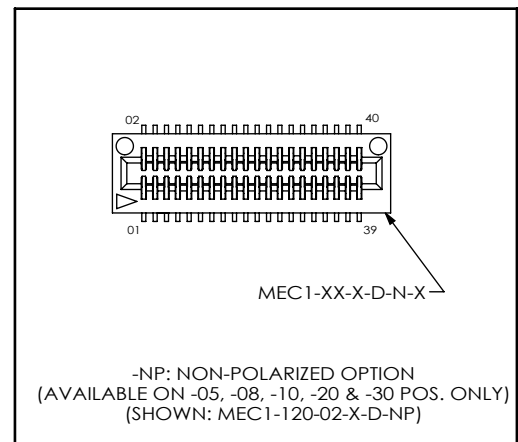 02 40
01 39
MEC1-XX-X-D-N-X
-NP: NON-POLARIZED OPTION
(AVAILABLE ON -05, -08, -10, -20 & -30 POS. ONLY)
(SHOWN: MEC1-120-02-X-D-NP)